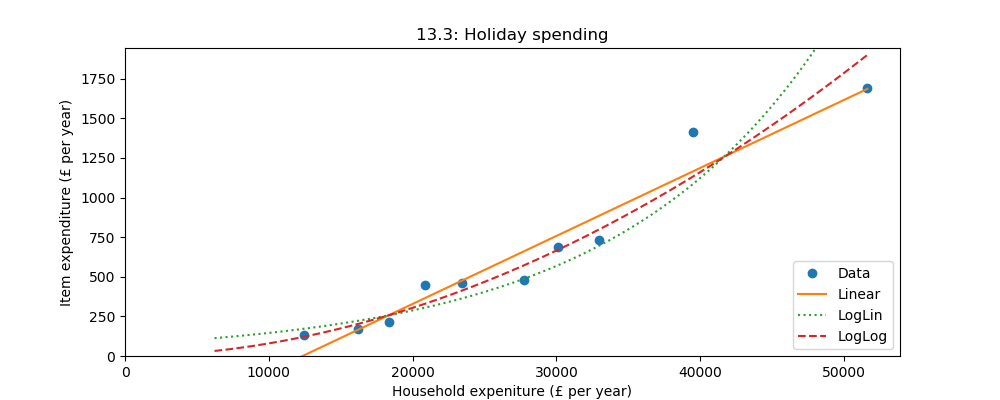 13.3: Holiday spending
Item expenditure (£ per year)
1750
1500
1250
1000
750
500
250
0
0 10000 20000 30000 40000 50000
Household expeniture (£ per year)
Data
Linear
LogLin
LogLog